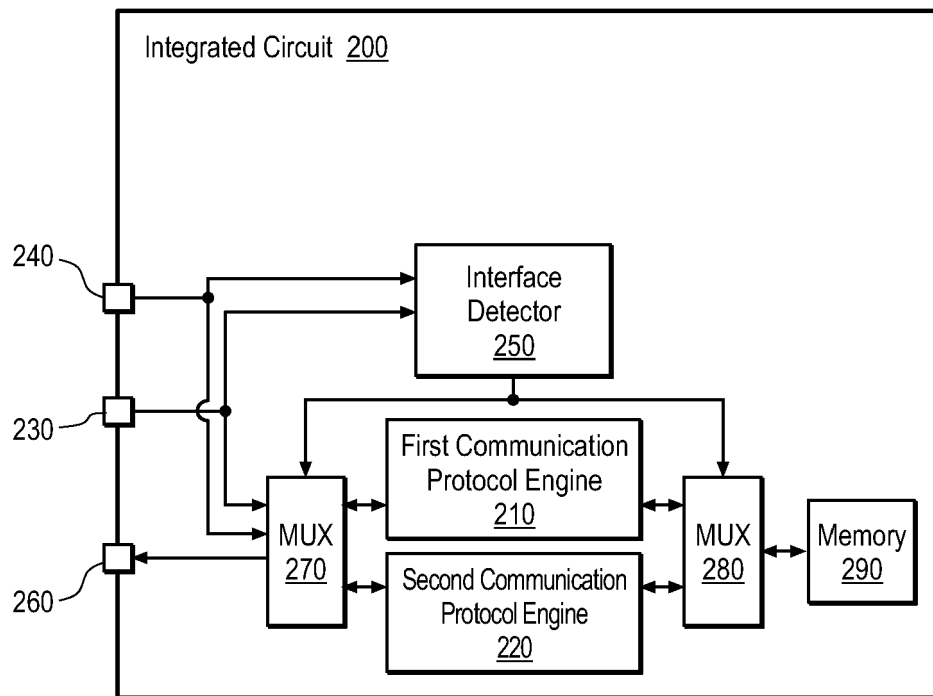 Integrated Circuit 200
240
Interface
Detector
250
230
First Communication
Protocol Engine
210
MUX
270
MUX
280
Memory
290
260
Second Communication
Protocol Engine
220